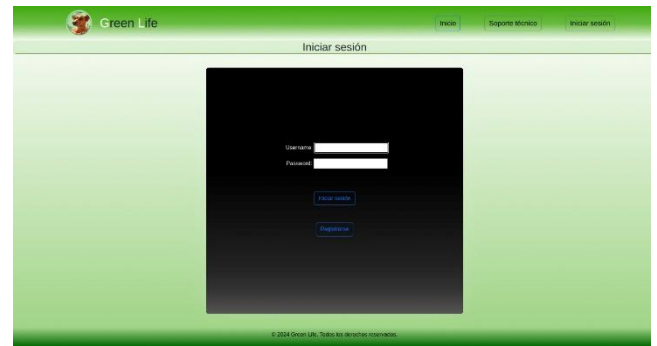 Green Life
Inicio
Soporte técnico
Iniciar sesión
Iniciar sesión
Username
Password:
Iniciar sesión
Registrarse
© 2024 Green Life. Todos los derechos reservados.